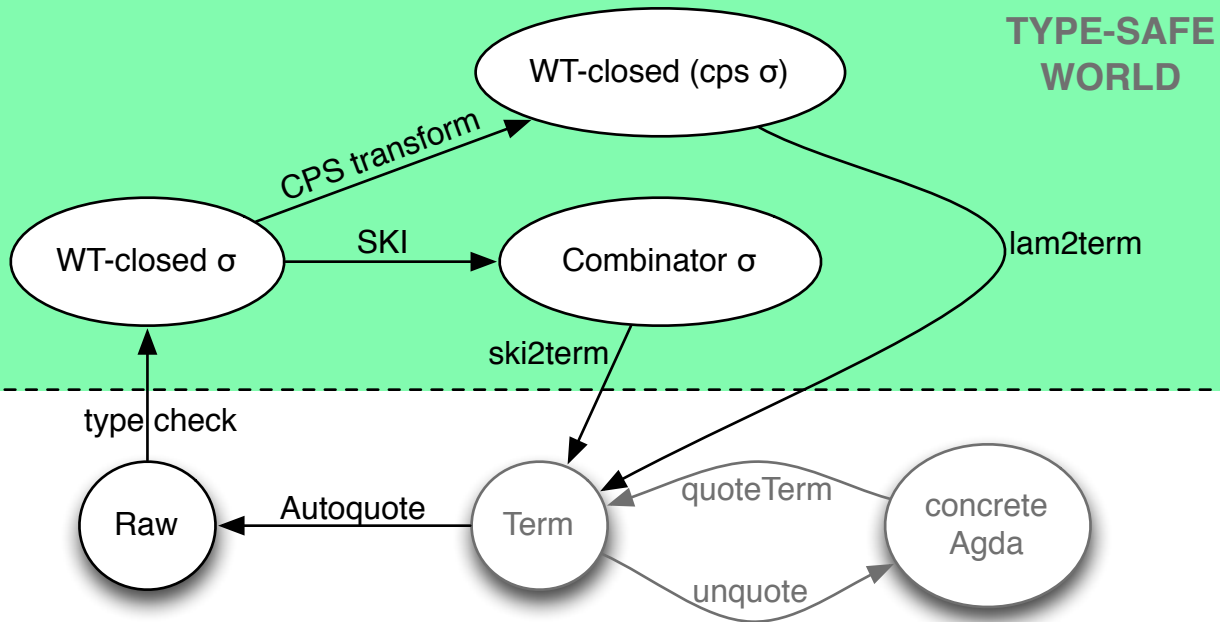 TYPE-SAFE
WORLD
WT-closed (cps σ)
CPS transform
WT-closed σ
SKI
Combinator σ
lam2term
ski2term
type check
Raw
Autoquote
Term
quoteTerm
unquote
concrete
Agda